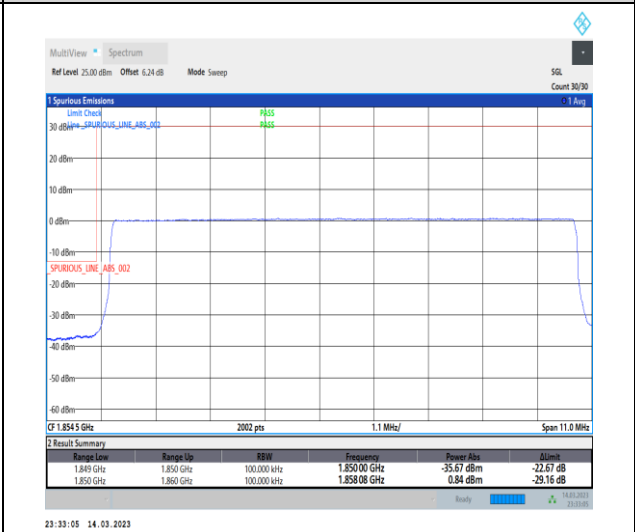 MultiView Spectrum
Ref Level 25.00 dBm Offset 6.24 dB Mode Sweep SGL
Count 30/30
1 Spurious Emissions 1 Avg
Limit Check PASS
30 dBm Line _SPURIOUS_LINE_ABS_002 PASS
20 dBm
10 dBm
0 dBm
-10 dBm
SPURIOUS_LINE_ABS_002
-20 dBm
-30 dBm
-40 dBm
-50 dBm
-60 dBm
CF 1.854 5 GHz 2002 pts 1.1 MHz/ Span 11.0 MHz
2 Result Summary
Range Low Range Up RBW Frequency Power Abs ΔLimit
1.849 GHz 1.850 GHz 100.000 kHz 1.85000 GHz -35.67 dBm -22.67 dB
1.850 GHz 1.860 GHz 100.000 kHz 1.85808 GHz 0.84 dBm -29.16 dB
Ready 14.03.2023
23:33:05
23:33:05 14.03.2023